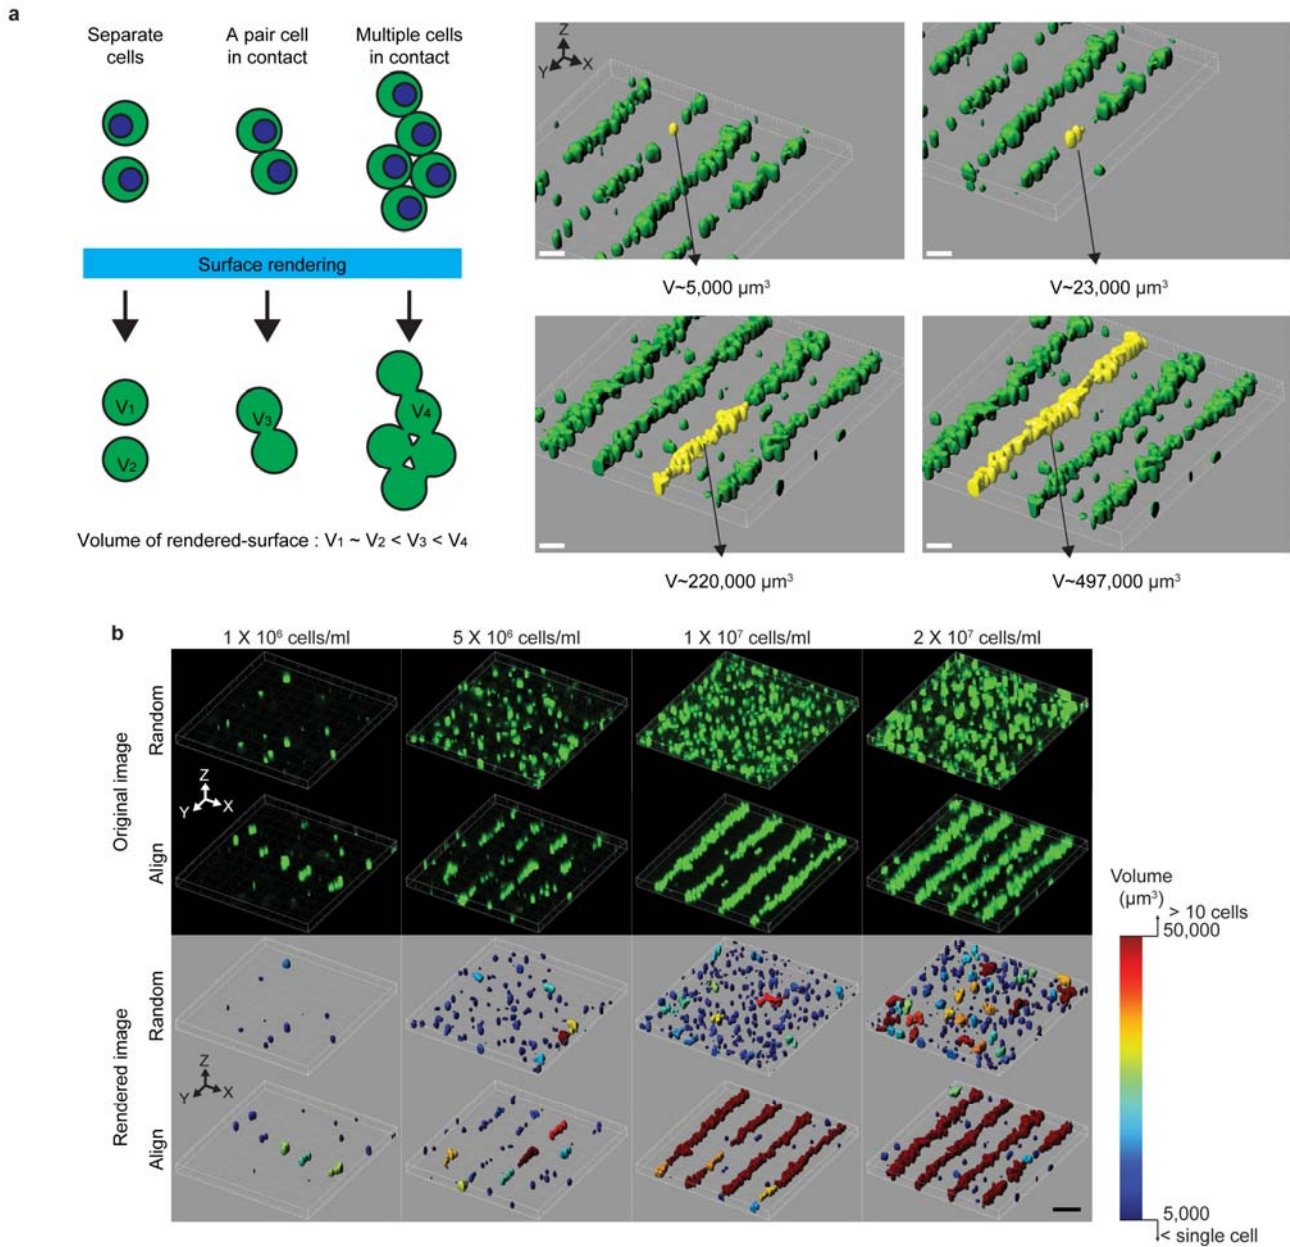 a
Separate cells
A pair cell in contact
Multiple cells in contact
Surface rendering
V1
V2
V3
V4
Volume of rendered-surface : V1 ~ V2 < V3 < V4
Z
Y
X
V~5,000 µm³
V~23,000 µm³
V~220,000 µm³
V~497,000 µm³
b
1 X 10⁶ cells/ml
5 X 10⁶ cells/ml
1 X 10⁷ cells/ml
2 X 10⁷ cells/ml
Original image
Random
Align
Z
Y
X
Rendered image
Random
Align
Z
Y
X
Volume
(µm³)
> 10 cells
50,000
5,000
< single cell